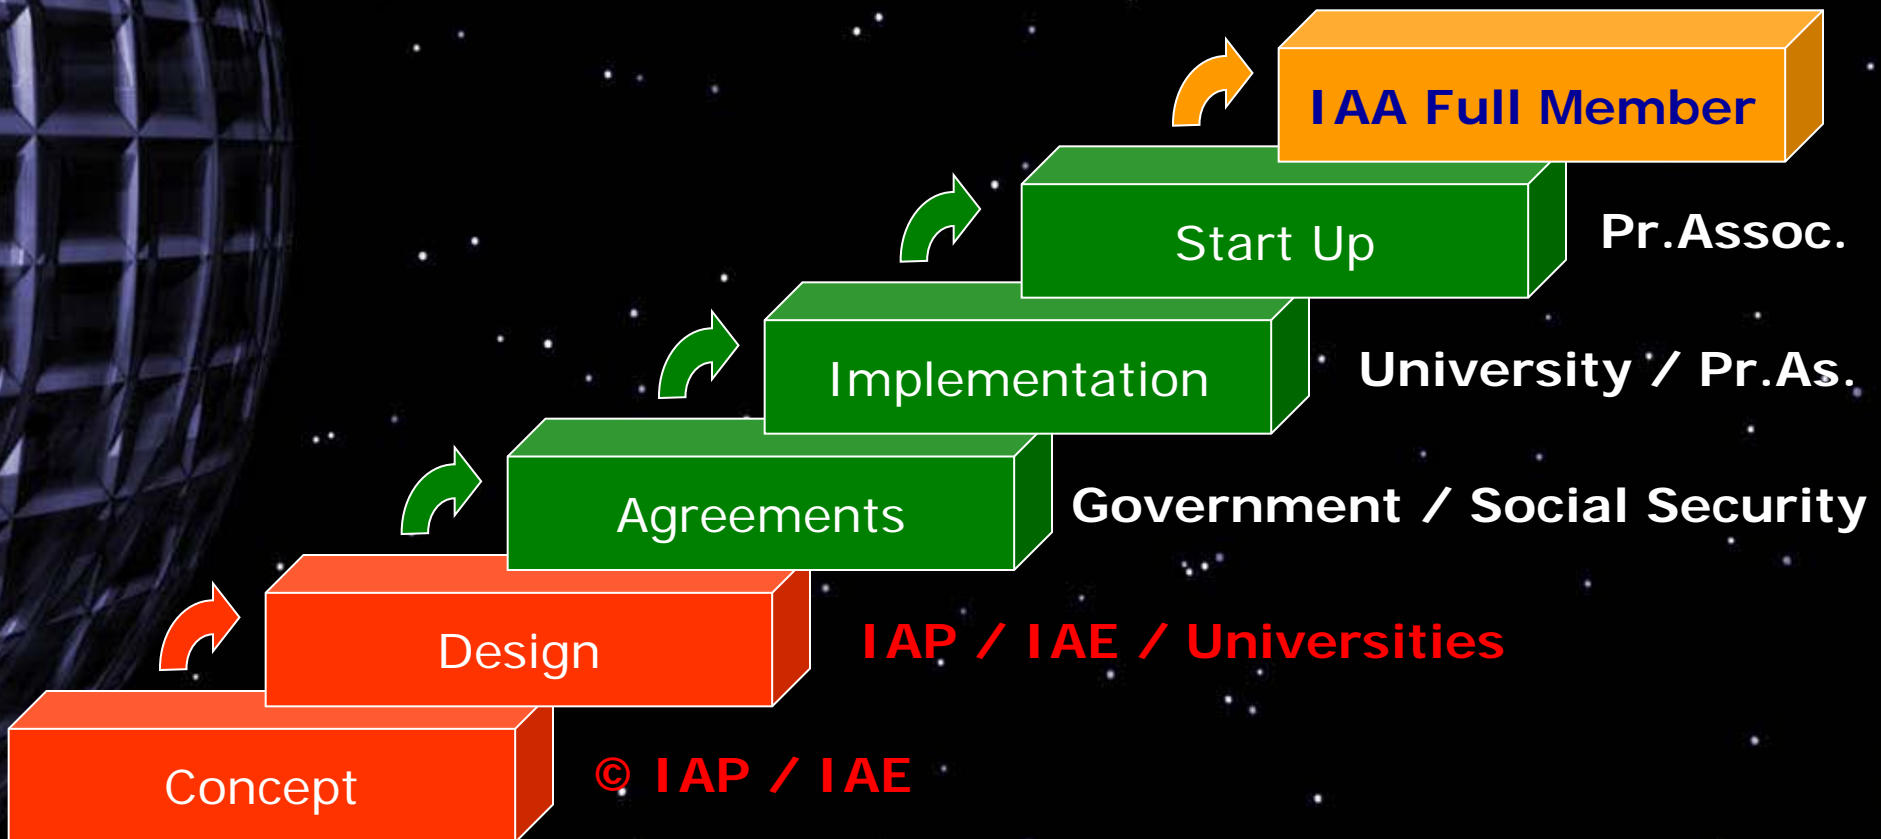 IAA Full Member
Start Up
Pr.Assoc.
Implementation
University / Pr.As.
Agreements
Government / Social Security
Design
IAP / IAE / Universities
Concept
© IAP / IAE